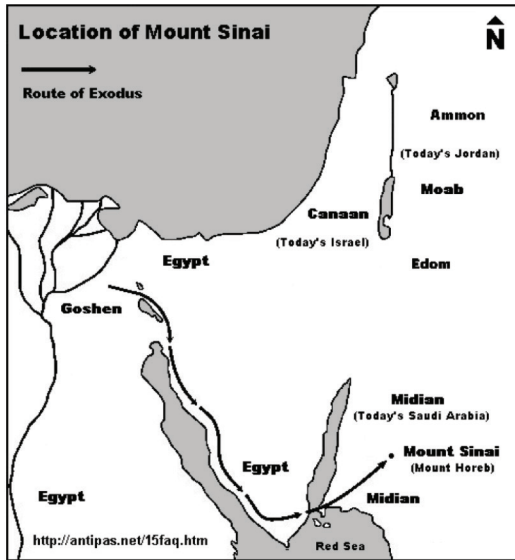 Location of Mount Sinai
N
Route of Exodus
Ammon
(Today's Jordan)
Moab
Canaan
(Today's Israel)
Edom
Egypt
Goshen
Midian
(Today's Saudi Arabia)
Mount Sinai
(Mount Horeb)
Egypt
Midian
Egypt
http://antipas.net/15faq.htm
Red Sea